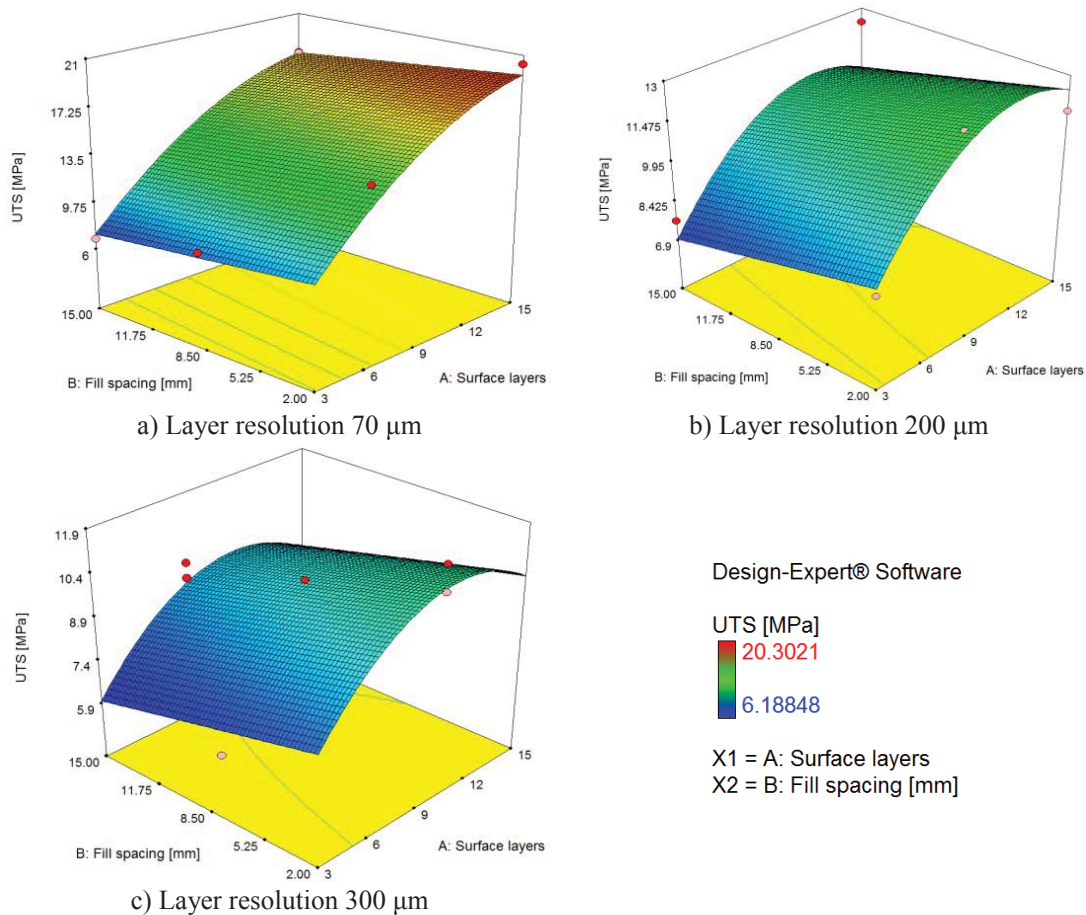 21
17.25
13.5
9.75
6
UTS [MPa]
15.00
11.75
8.50
5.25
2.00
B: Fill spacing [mm]
3
6
9
12
15
A: Surface layers
a) Layer resolution 70 μm
13
11.475
9.95
8.425
6.9
UTS [MPa]
15.00
11.75
8.50
5.25
2.00
B: Fill spacing [mm]
3
6
9
12
15
A: Surface layers
b) Layer resolution 200 μm
11.9
10.4
8.9
7.4
5.9
UTS [MPa]
15.00
11.75
8.50
5.25
2.00
B: Fill spacing [mm]
3
6
9
12
15
A: Surface layers
c) Layer resolution 300 μm
Design-Expert® Software
UTS [MPa]
20.3021
6.18848
X1 = A: Surface layers
X2 = B: Fill spacing [mm]